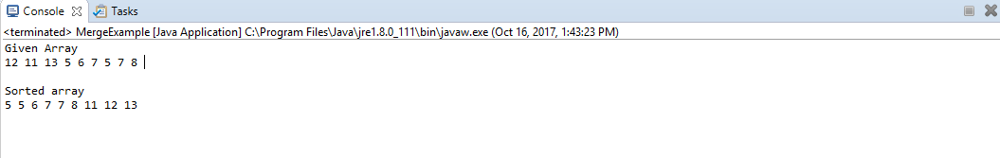 Console Tasks
<terminated> MergeExample [Java Application] C:\Program Files\Java\jre1.8.0_111\bin\javaw.exe (Oct 16, 2017, 1:43:23 PM)
Given Array
12 11 13 5 6 7 5 7 8
Sorted array
5 5 6 7 7 8 11 12 13